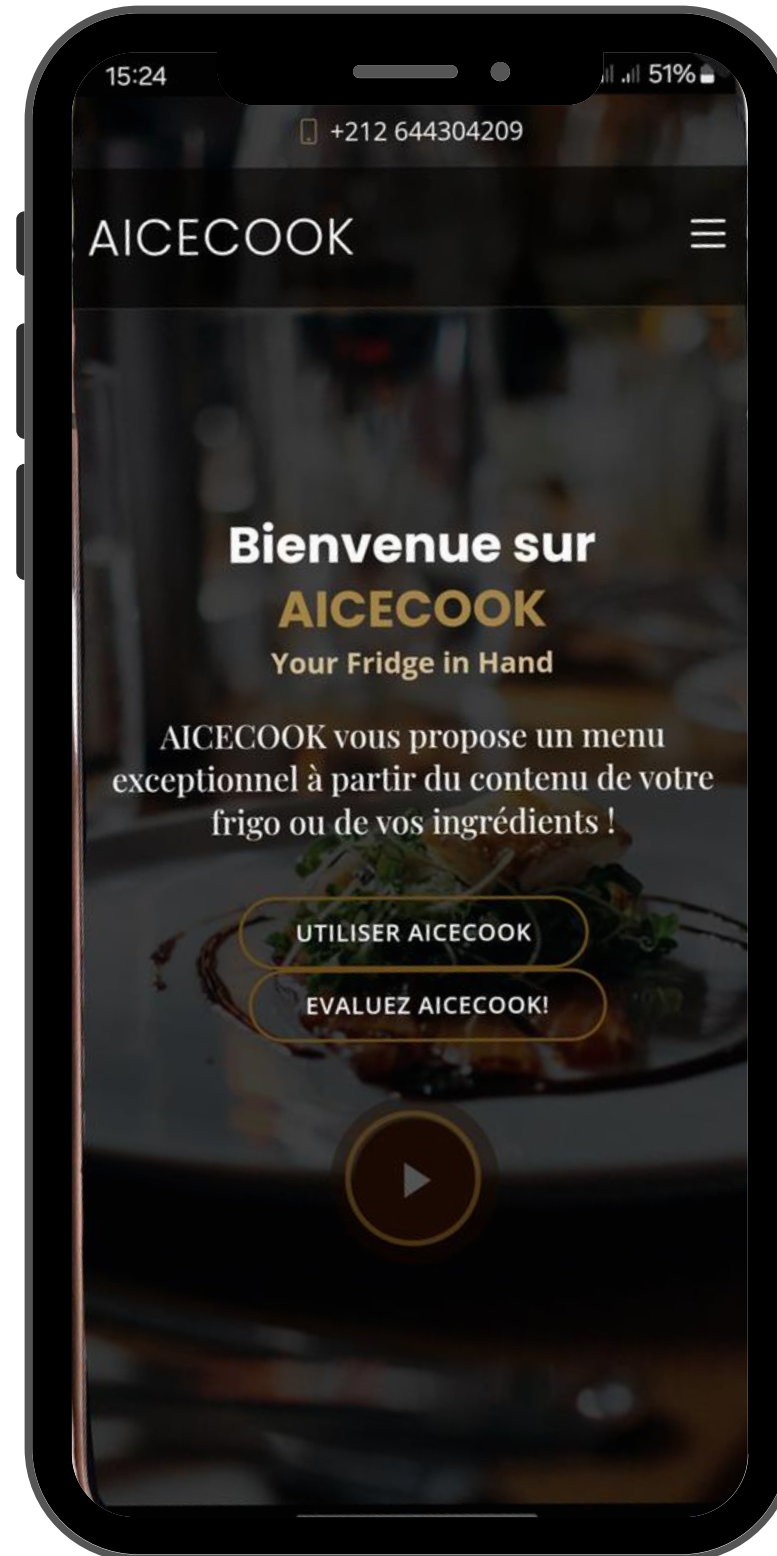 15:24
51%
+212 644304209
AICECOOK
Bienvenue sur
AICECOOK
Your Fridge in Hand
AICECOOK vous propose un menu
exceptionnel à partir du contenu de votre
frigo ou de vos ingrédients !
UTILISER AICECOOK
EVALUEZ AICECOOK!